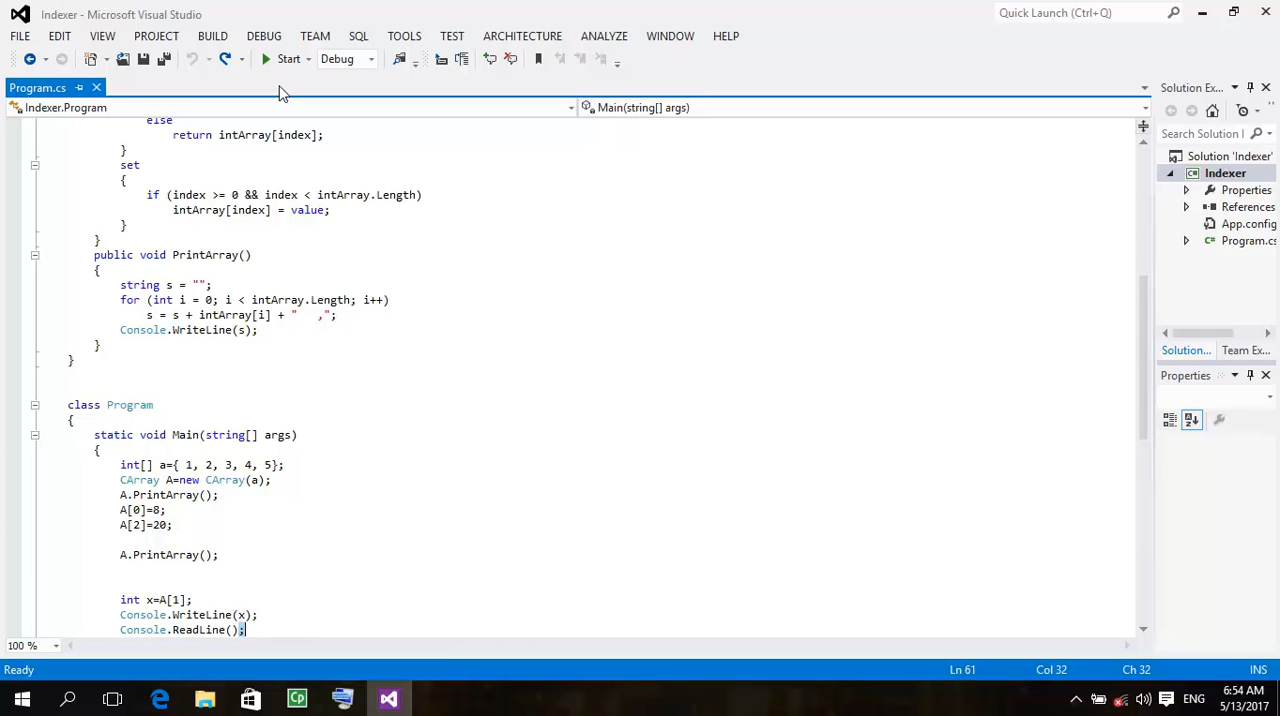 Indexer - Microsoft Visual Studio
Quick Launch (Ctrl+Q)
FILE EDIT VIEW PROJECT BUILD DEBUG TEAM SQL TOOLS TEST ARCHITECTURE ANALYZE WINDOW HELP
Start Debug
Program.cs
Indexer.Program
Main(string[] args)
else
return intArray[index];
}
set
{
if (index >= 0 && index < intArray.Length)
intArray[index] = value;
}
}
public void PrintArray()
{
string s = "";
for (int i = 0; i < intArray.Length; i++)
s = s + intArray[i] + "   ,";
Console.WriteLine(s);
}
}
class Program
{
static void Main(string[] args)
{
int[] a={ 1, 2, 3, 4, 5};
CArray A=new CArray(a);
A.PrintArray();
A[0]=8;
A[2]=20;
A.PrintArray();
int x=A[1];
Console.WriteLine(x);
Console.ReadLine();
100 %
Solution Ex...
Search Solution
Solution 'Indexer'
C# Indexer
Properties
References
App.config
C# Program.cs
Solution... Team Ex...
Properties
Ready
Ln 61
Col 32
Ch 32
INS
Cp
ENG
6:54 AM
5/13/2017